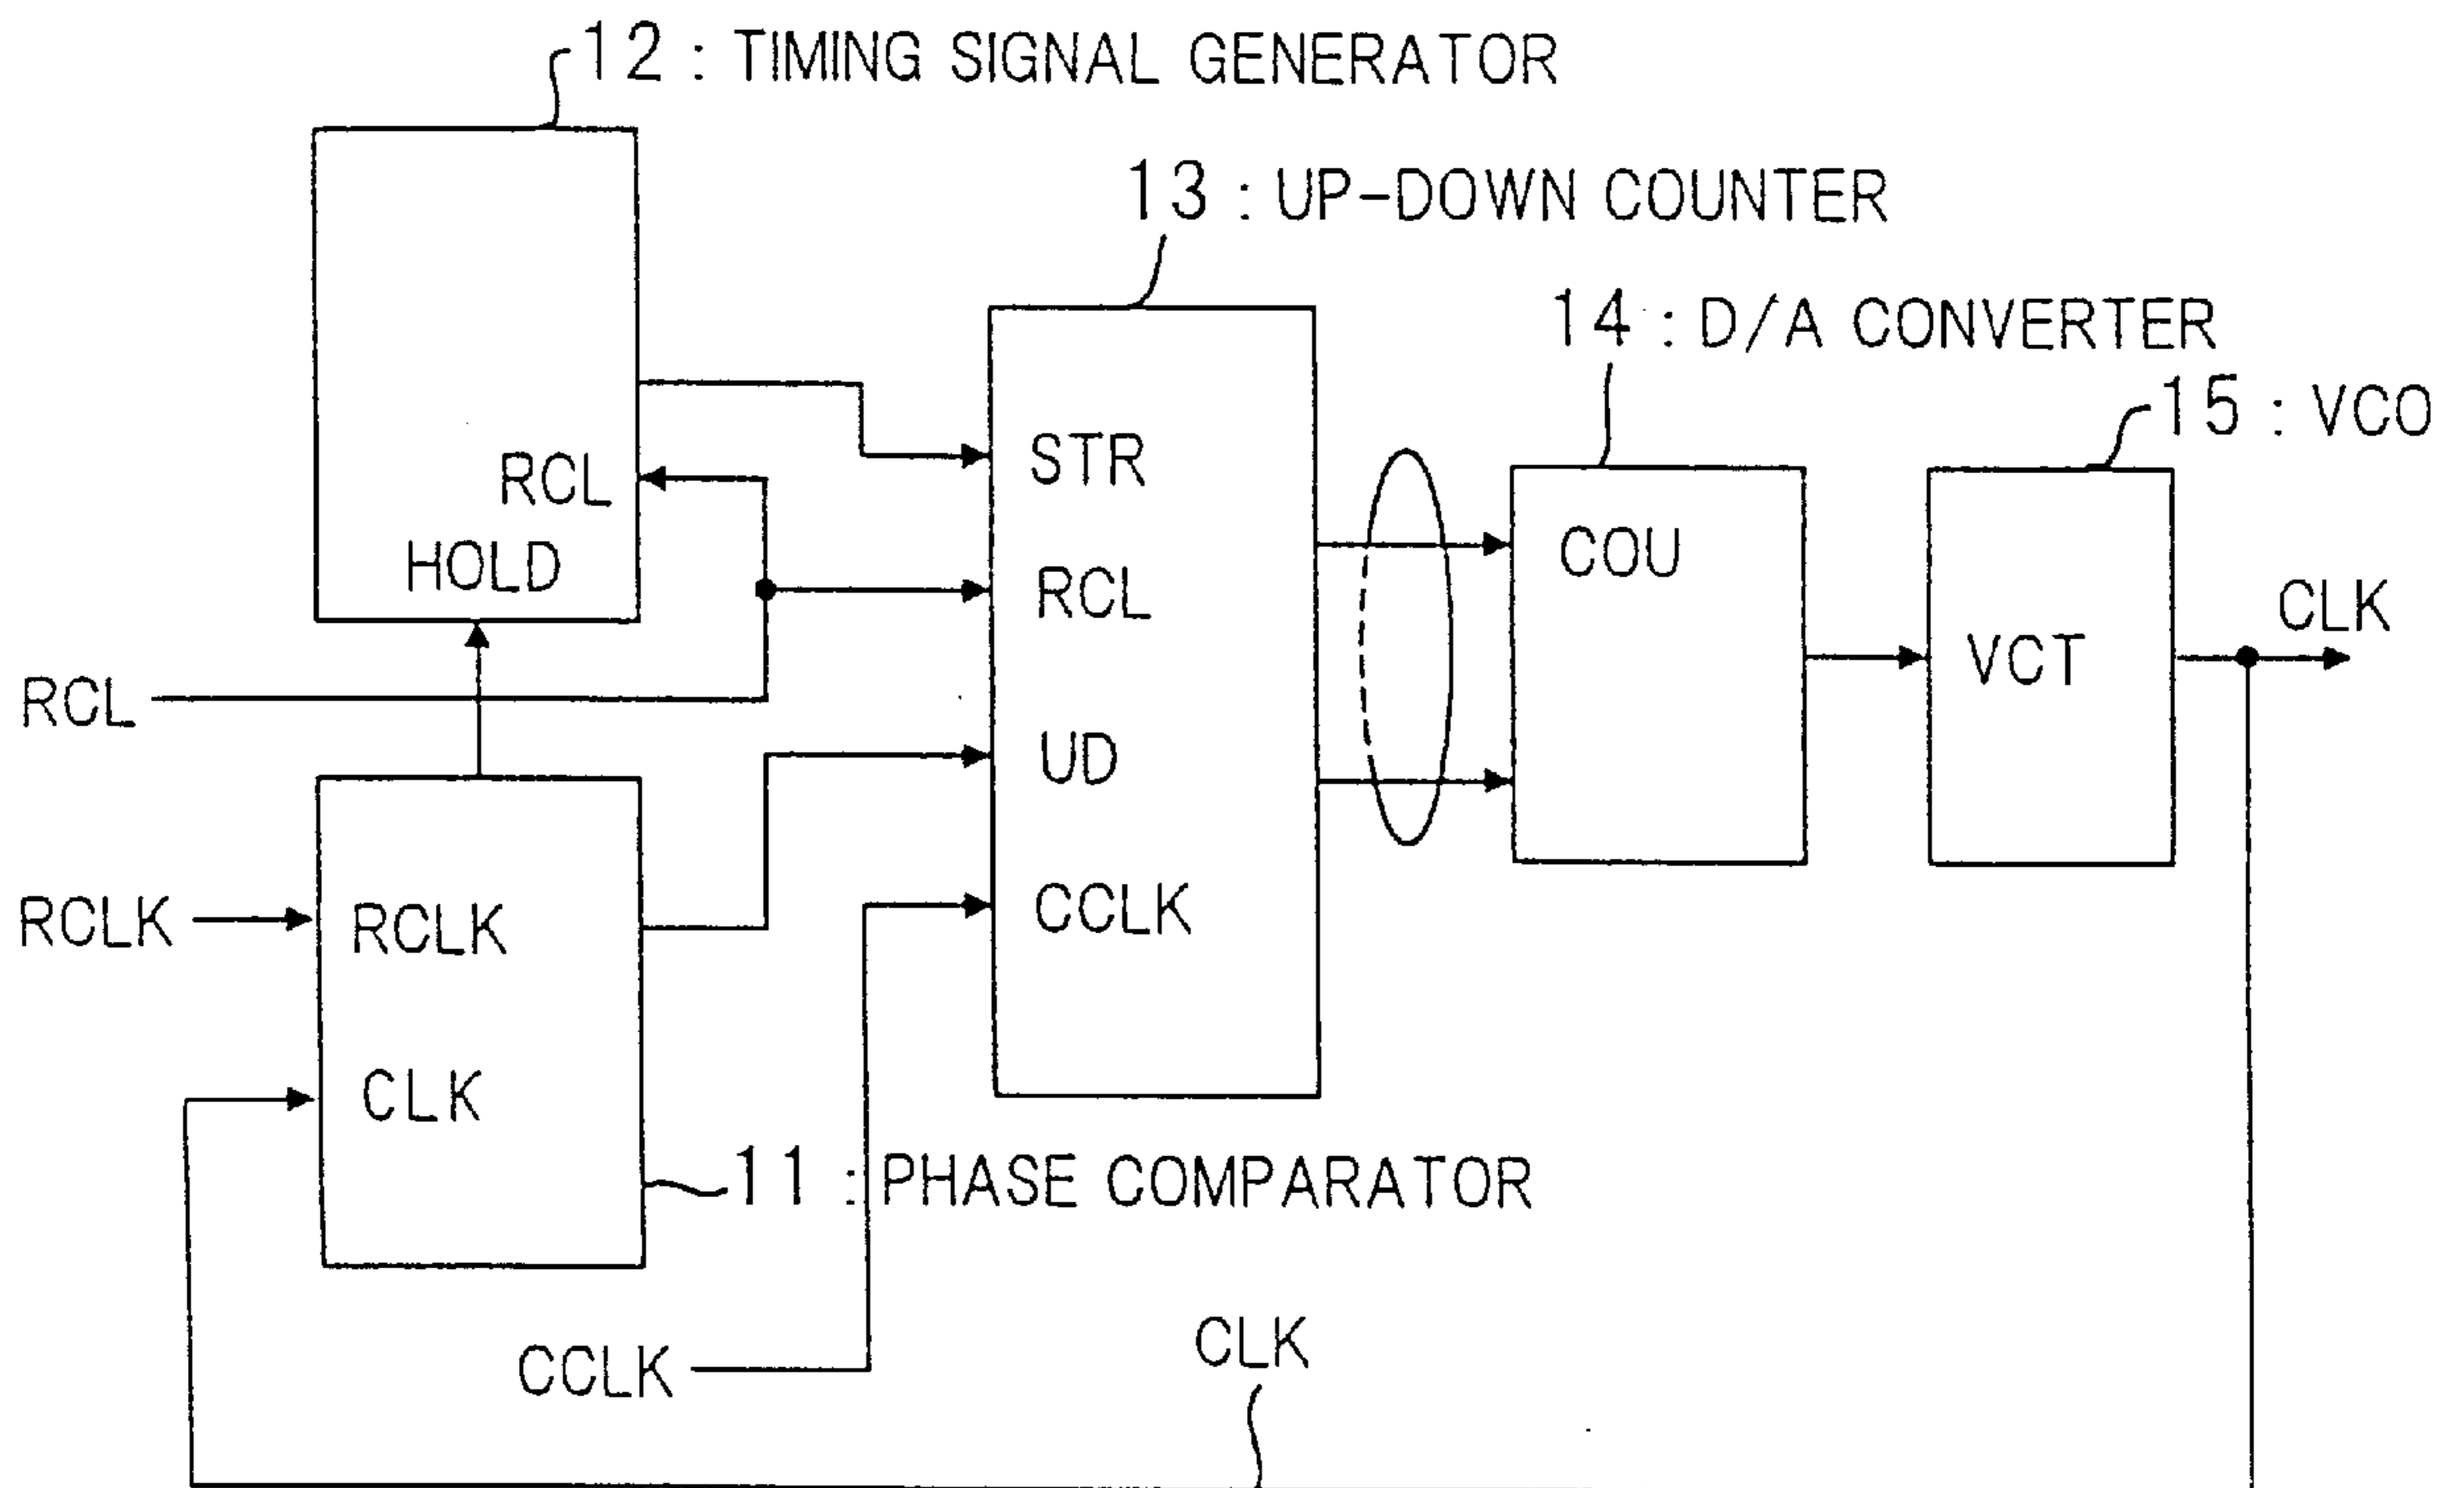 12 : TIMING SIGNAL GENERATOR
13 : UP-DOWN COUNTER
14 : D/A CONVERTER
15 : VCO
STR
RCL
HOLD
COU
RCL
CLK
VCT
RCL
UD
RCLK
RCLK
CCLK
CLK
11 : PHASE COMPARATOR
CCLK
CLK